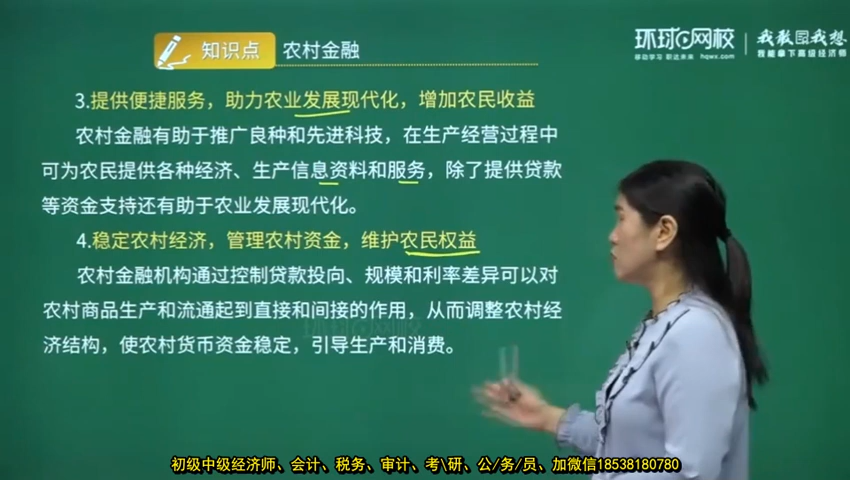 知识点 农村金融
环球网校
移动学习 职达未来 hqwx.com
我教 我想
我能拿下高级经济师
3.提供便捷服务，助力农业发展现代化，增加农民收益
农村金融有助于推广良种和先进科技，在生产经营过程中
可为农民提供各种经济、生产信息资料和服务，除了提供贷款
等资金支持还有助于农业发展现代化。
4.稳定农村经济，管理农村资金，维护农民权益
农村金融机构通过控制贷款投向、规模和利率差异可以对
农村商品生产和流通起到直接和间接的作用，从而调整农村经
济结构，使农村货币资金稳定，引导生产和消费。
环球网校
初级中级经济师、会计、税务、审计、考\研、公/务/员、加微信18538180780